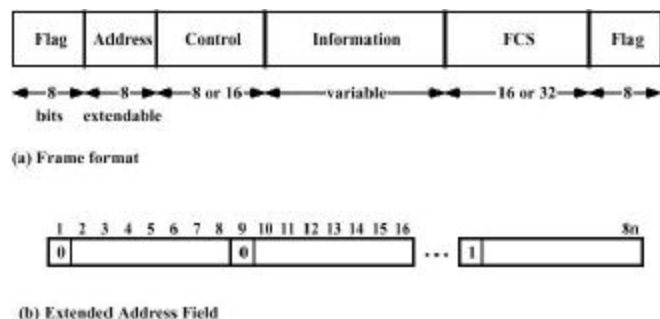 Flag Address Control Information FCS Flag
8 8 8 or 16 variable 16 or 32 8
bits extendable
(a) Frame format
1 2 3 4 5 6 7 8 9 10 11 12 13 14 15 16 8n
0 0 ... 1
(b) Extended Address Field